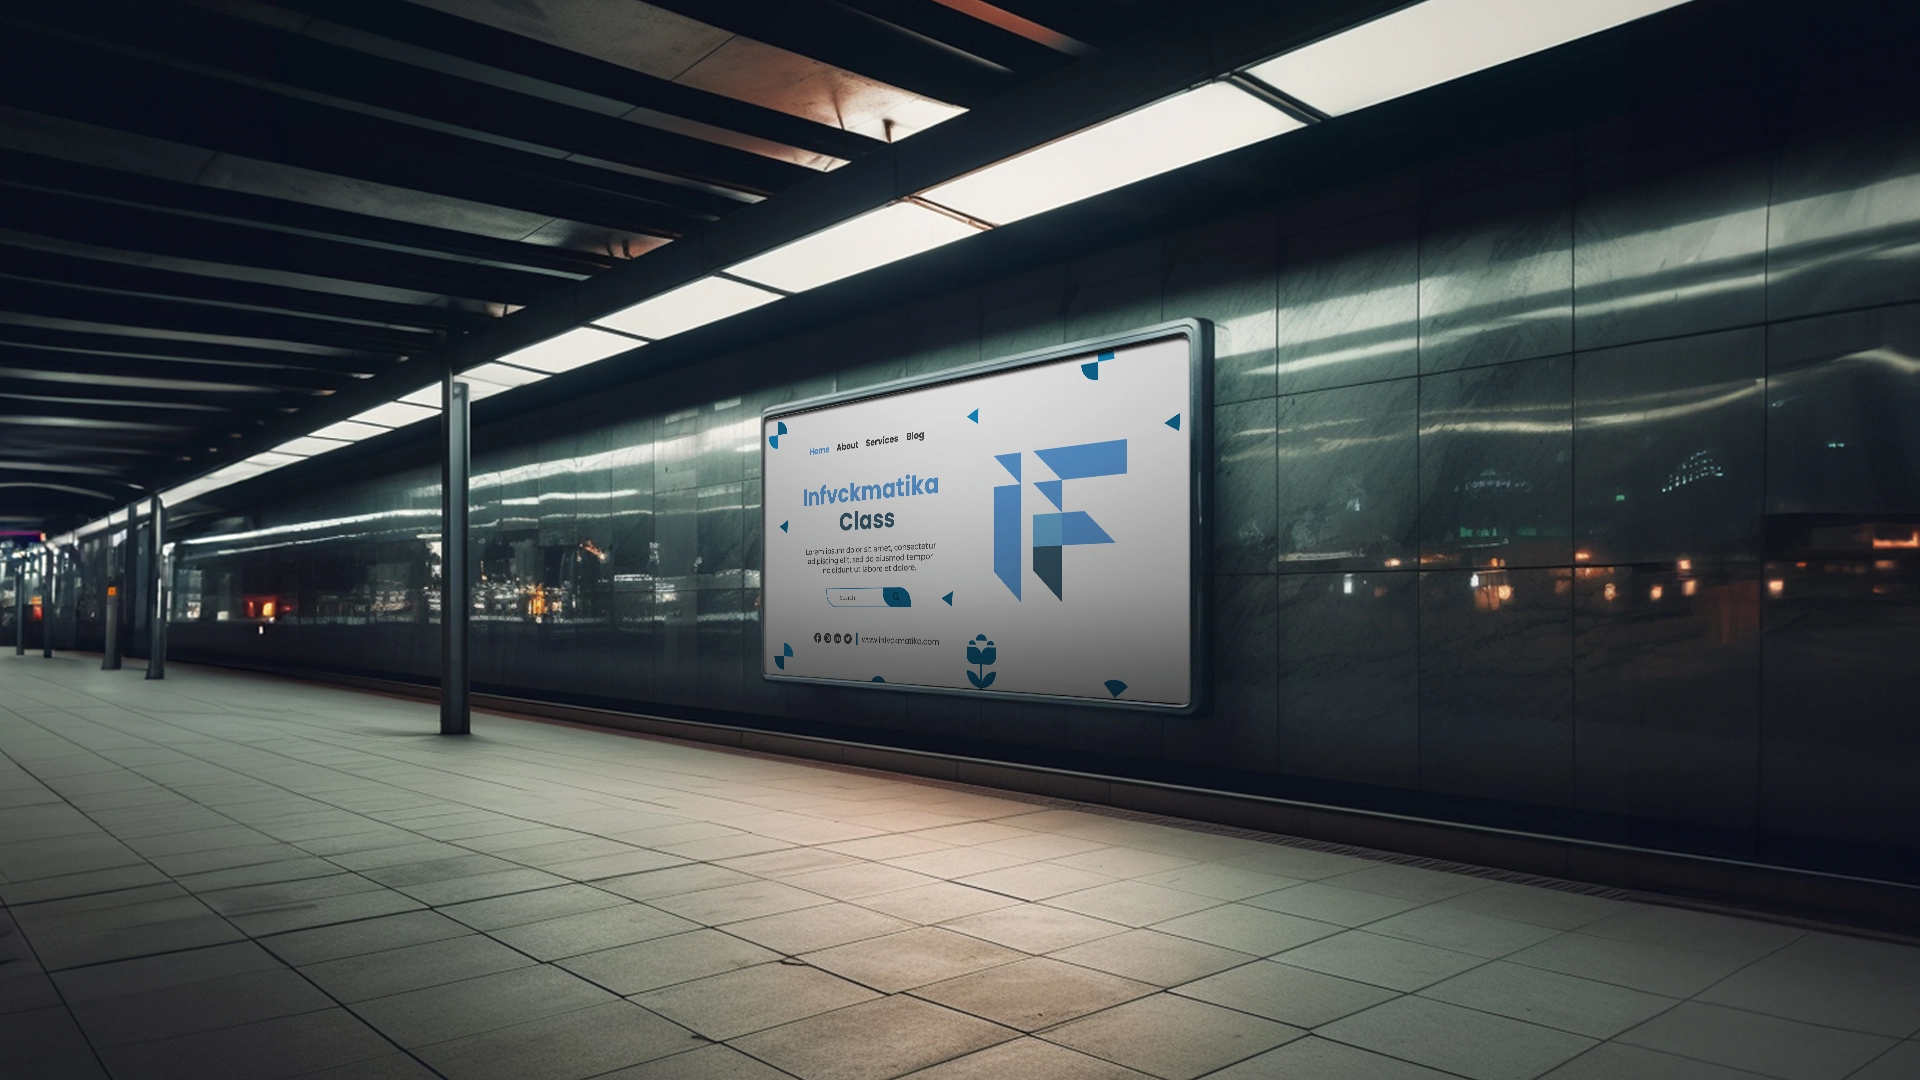 Home About Services Blog
Infvckmatika
Class
Lorem ipsum dolor sit amet, consectetur
adipiscing elit, sed do eiusmod tempor
incididunt ut labore et dolore.
Search
www.infvckmatika.com